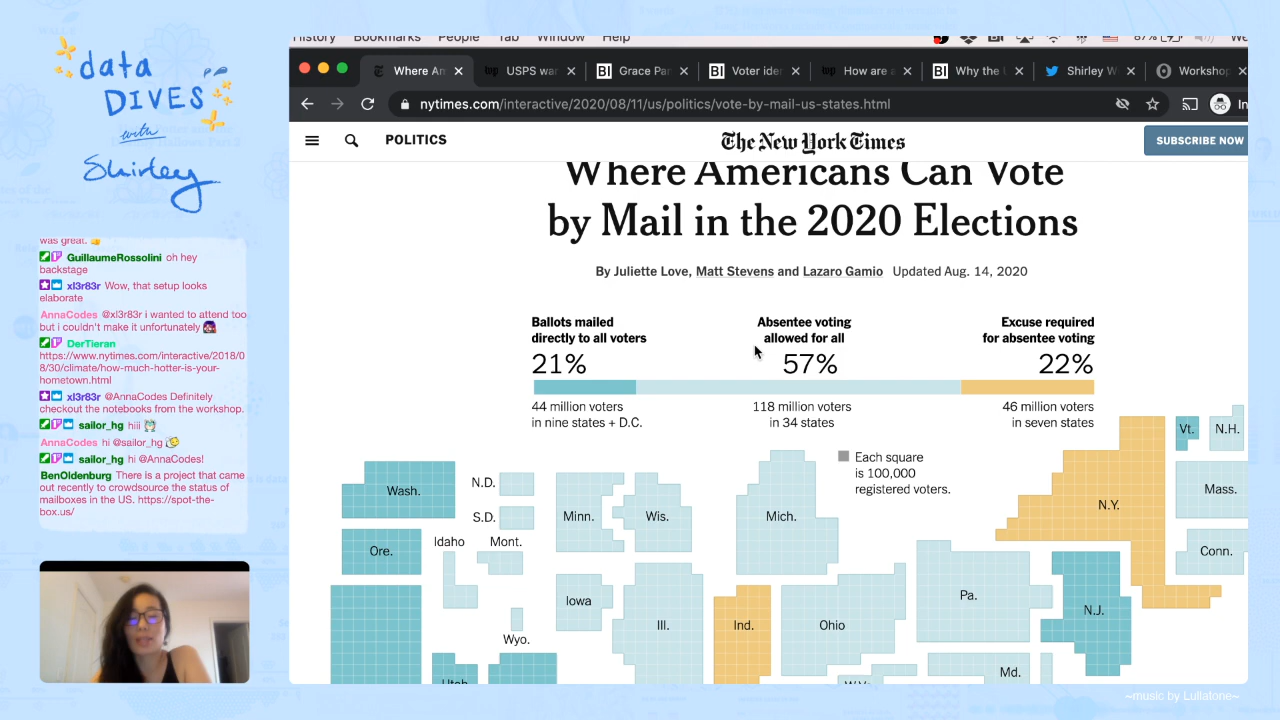 data
DIVES
with
Shirley
was great.
GuillaumeRossolini oh hey
backstage
xl3r83r Wow, that setup looks
elaborate
AnnaCodes @xl3r83r i wanted to attend too
but i couldn't make it unfortunately
DerTieran
https://www.nytimes.com/interactive/2018/0
8/30/climate/how-much-hotter-is-your-
hometown.html
xl3r83r @AnnaCodes Definitely
checkout the notebooks from the workshop.
sailor_hg hiii
AnnaCodes hi @sailor_hg
sailor_hg hi @AnnaCodes!
BenOldenburg There is a project that came
out recently to crowdsource the status of
mailboxes in the US. https://spot-the-
box.us/
History Bookmarks People Tab Window Help 87%
Where Am
USPS war
Grace Par
Voter ide
How are
Why the
Shirley W
Workshop
nytimes.com/interactive/2020/08/11/us/politics/vote-by-mail-us-states.html
In
POLITICS
The New York Times
SUBSCRIBE NOW
Where Americans Can Vote
by Mail in the 2020 Elections
By Juliette Love, Matt Stevens and Lazaro Gamio Updated Aug. 14, 2020
Ballots mailed
directly to all voters
21%
44 million voters
in nine states + D.C.
Absentee voting
allowed for all
57%
118 million voters
in 34 states
Excuse required
for absentee voting
22%
46 million voters
in seven states
Each square
is 100,000
registered voters.
Vt.
N.H.
Wash.
N.D.
S.D.
Minn.
Wis.
Mich.
N.Y.
Mass.
Ore.
Idaho
Mont.
Conn.
Iowa
Ill.
Ind.
Ohio
Pa.
N.J.
Wyo.
Md.
Utah
W.Va.
~music by Lullatone~